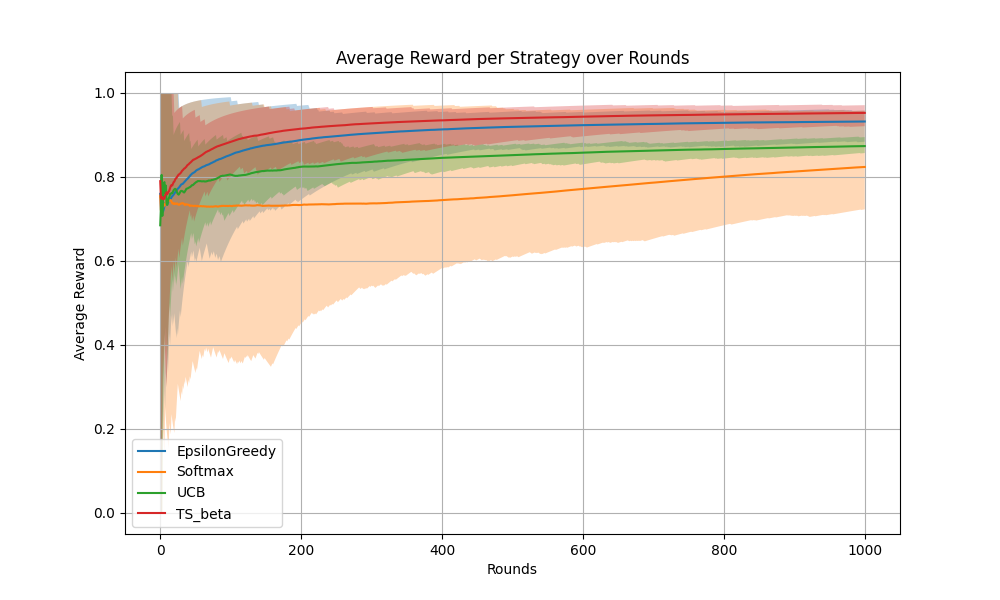 Average Reward per Strategy over Rounds
Average Reward
1.0
0.8
0.6
0.4
0.2
0.0
EpsilonGreedy
Softmax
UCB
TS_beta
0 200 400 600 800 1000
Rounds